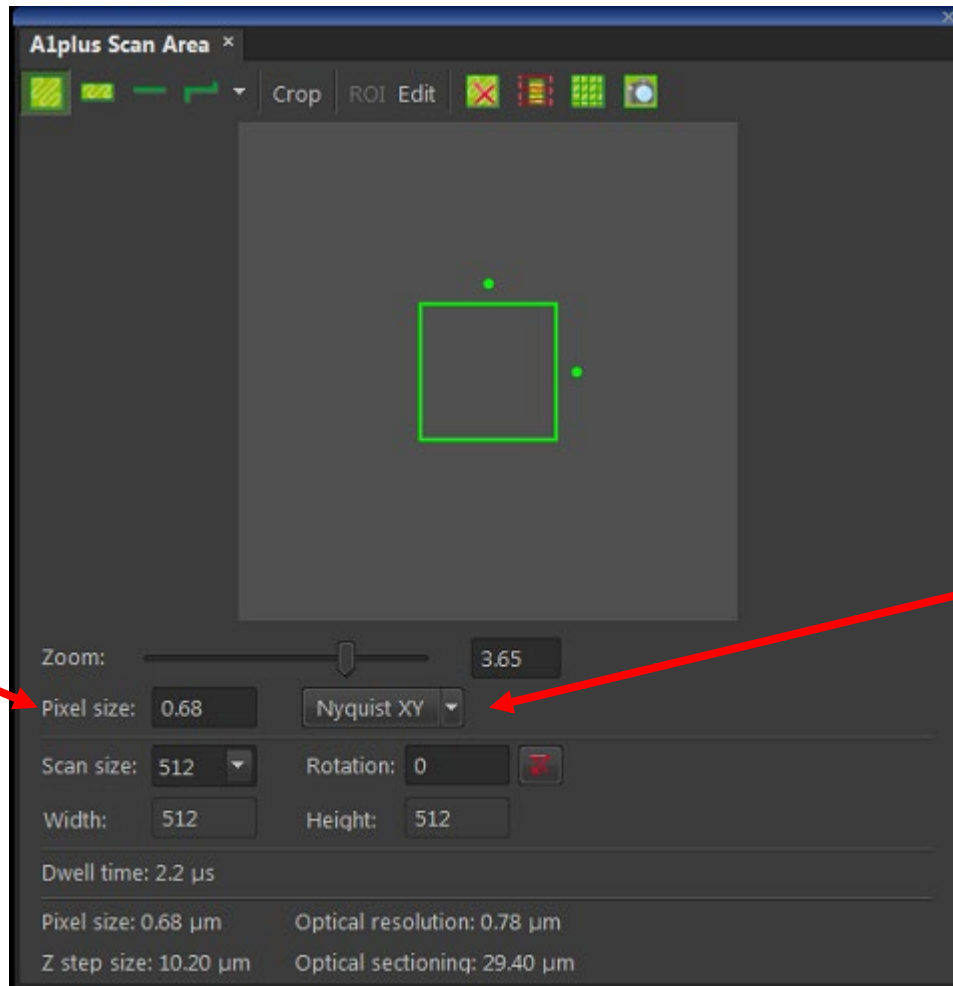 A1plus Scan Area ×
Crop ROI Edit
Zoom: 3.65
Pixel size: 0.68 Nyquist XY
Scan size: 512 Rotation: 0
Width: 512 Height: 512
Dwell time: 2.2 µs
Pixel size: 0.68 µm Optical resolution: 0.78 µm
Z step size: 10.20 µm Optical sectioning: 29.40 µm